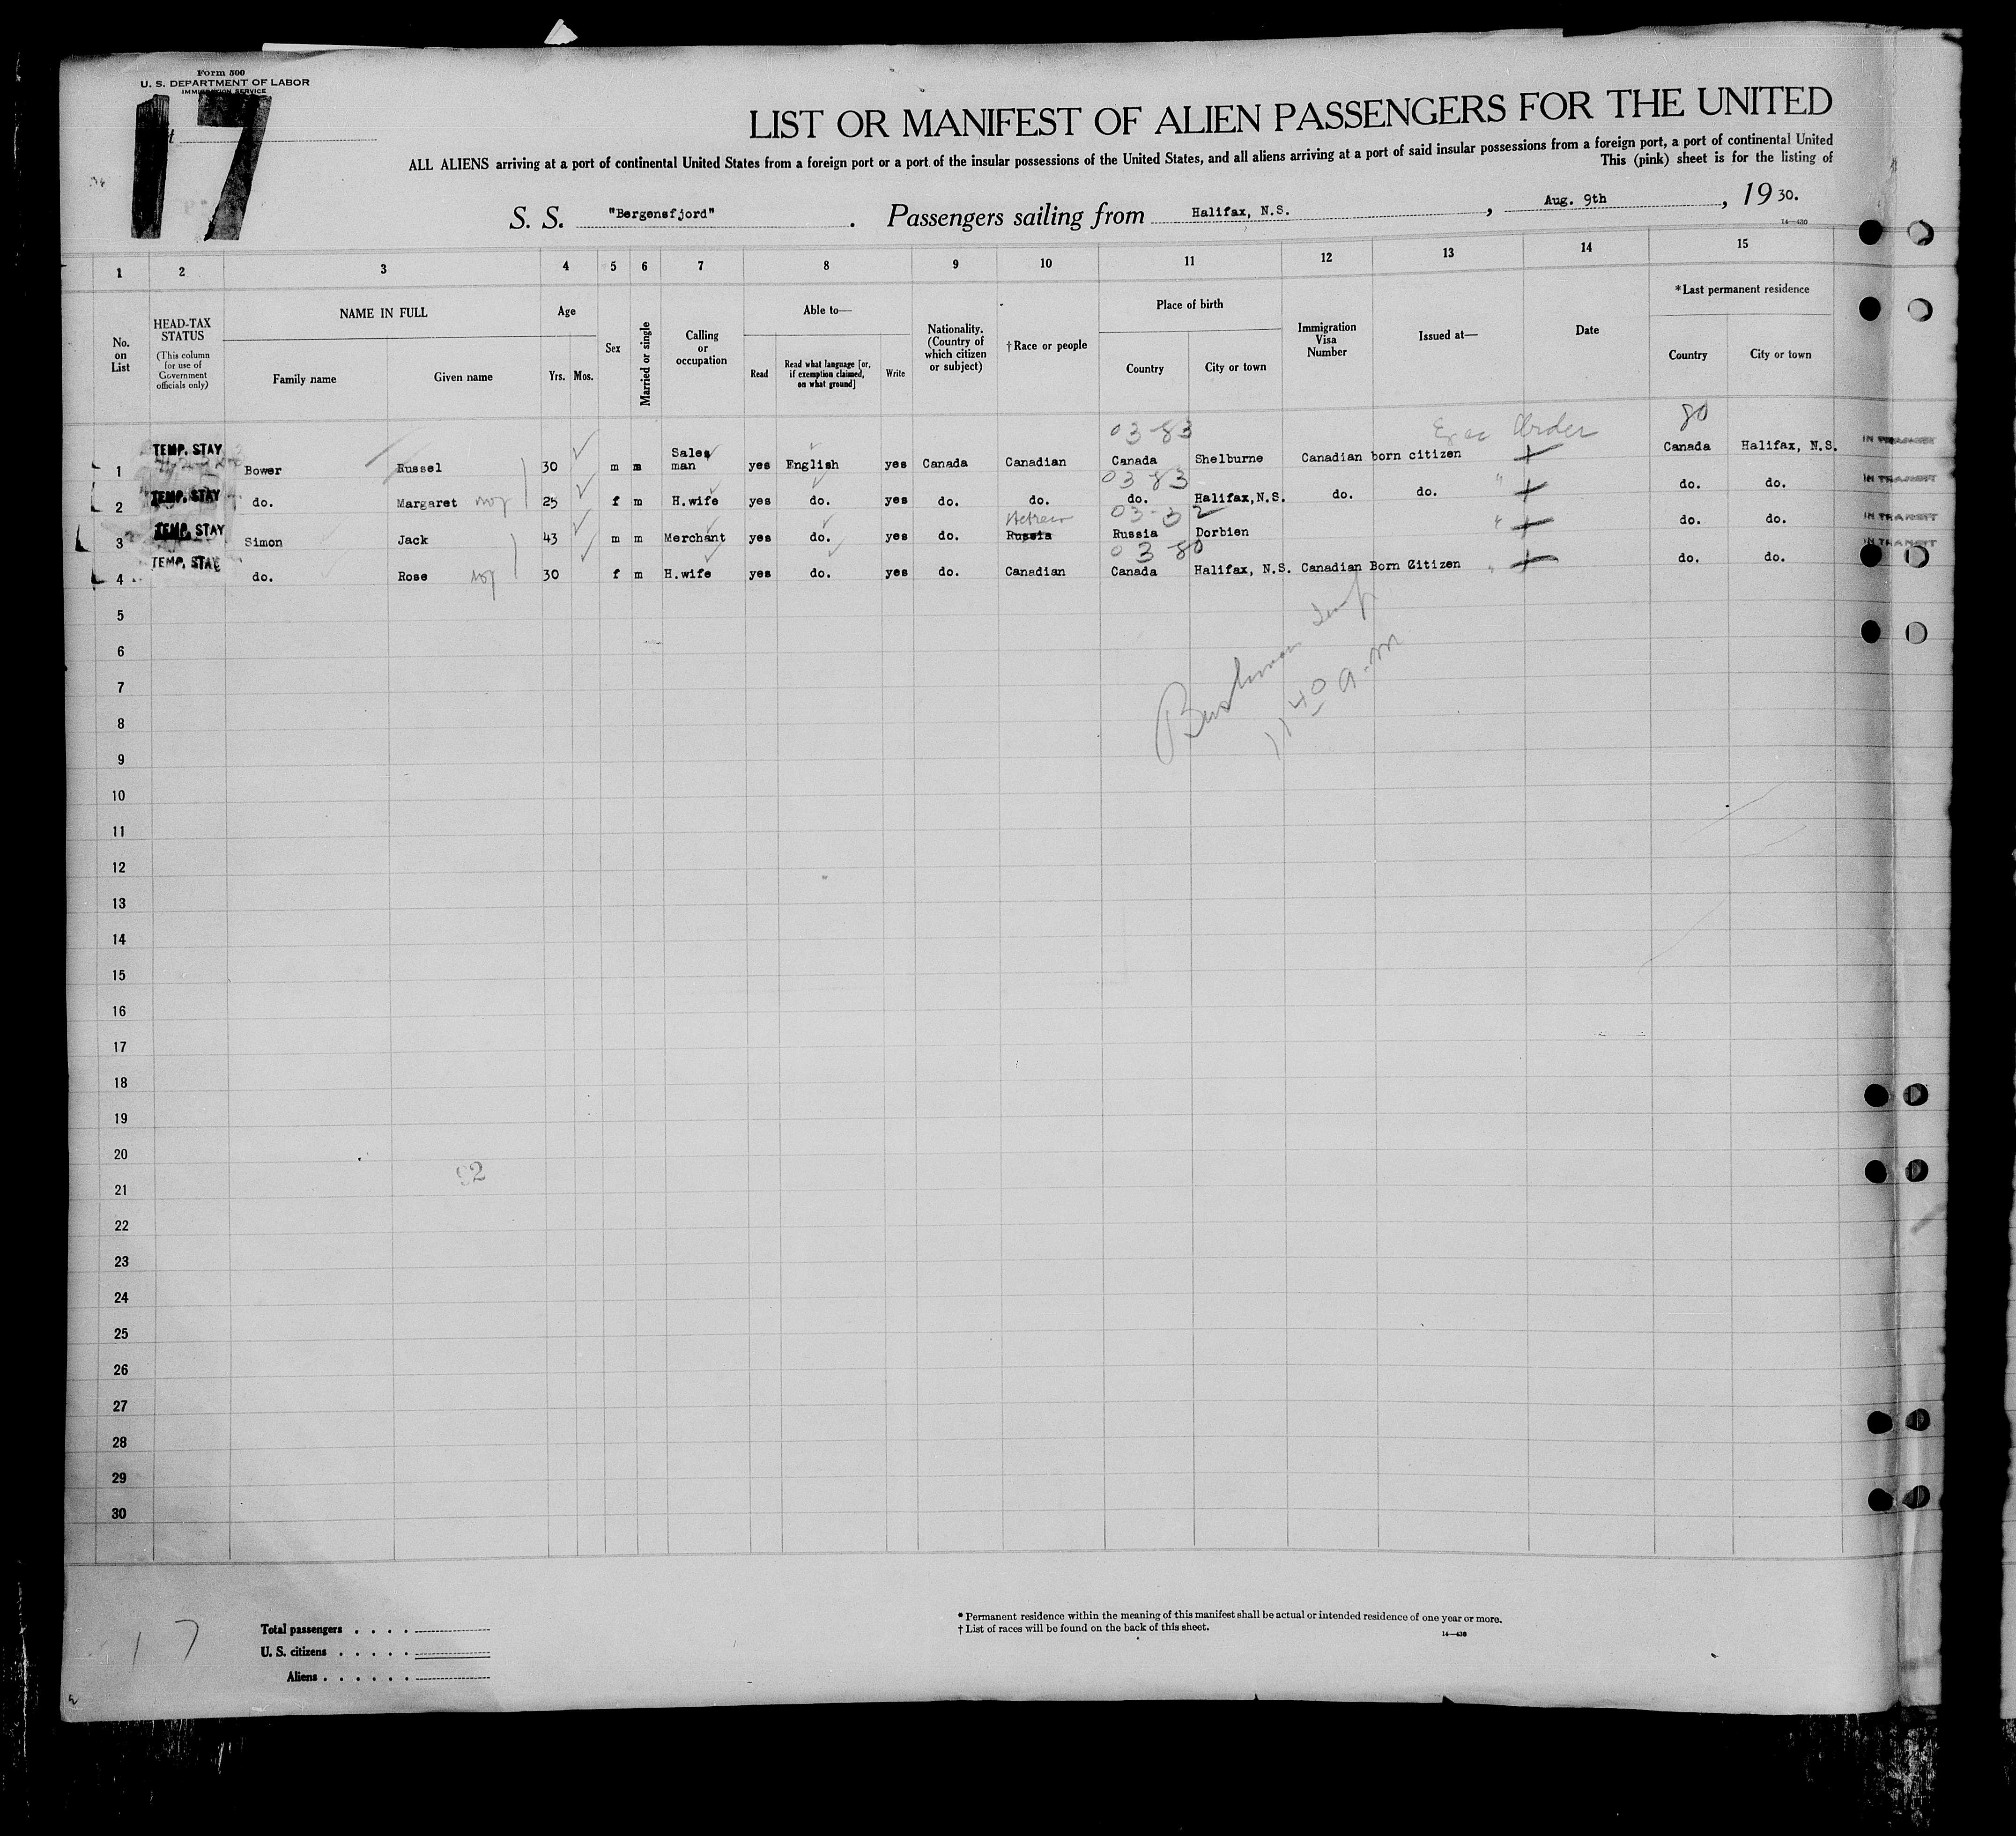 Form 500
U. S. DEPARTMENT OF LABOR
IMMIGRATION SERVICE
17
LIST OR MANIFEST OF ALIEN PASSENGERS FOR THE UNITED
ALL ALIENS arriving at a port of continental United States from a foreign port or a port of the insular possessions of the United States, and all aliens arriving at a port of said insular possessions from a foreign port, a port of continental United
This (pink) sheet is for the listing of
S. S. "Bergensfjord". Passengers sailing from Halifax, N.S., Aug. 9th, 1930.
14—430
1 2 3 4 5 6 7 8 9 10 11 12 13 14 15
No. on List
HEAD-TAX STATUS
(This column for use of Government officials only)
NAME IN FULL
Family name Given name
Age
Yrs. Mos.
Sex
Married or single
Calling or occupation
Able to—
Read
Read what language [or, if exemption claimed, on what ground]
Write
Nationality. (Country of which citizen or subject)
†Race or people
Place of birth
Country City or town
Immigration Visa Number
Issued at—
Date
*Last permanent residence
Country City or town
03-83 Exec Order 80
1 TEMP. STAY Bower Russel 30 m m Sales man yes English yes Canada Canadian Canada Shelburne Canadian born citizen Canada Halifax, N.S. IN TRANSIT
03 83
2 TEMP. STAY do. Margaret 25 f m H.wife yes do. yes do. do. do. Halifax,N.S. do. do. " do. do. IN TRANSIT
Hebrew 03-32
3 TEMP. STAY Simon Jack 43 m m Merchant yes do. yes do. Russia Russia Dorbien " do. do. IN TRANSIT
03 80
4 TEMP. STAY do. Rose 30 f m H.wife yes do. yes do. Canadian Canada Halifax, N.S. Canadian Born Citizen " do. do. IN TRANSIT
5
6
7
8
9
10
11
12
13
14
15
16
17
18
19
20
21
22
23
24
25
26
27
28
29
30
11 40 a.m
92
17
Total passengers
U. S. citizens
Aliens
* Permanent residence within the meaning of this manifest shall be actual or intended residence of one year or more.
† List of races will be found on the back of this sheet.
14—430